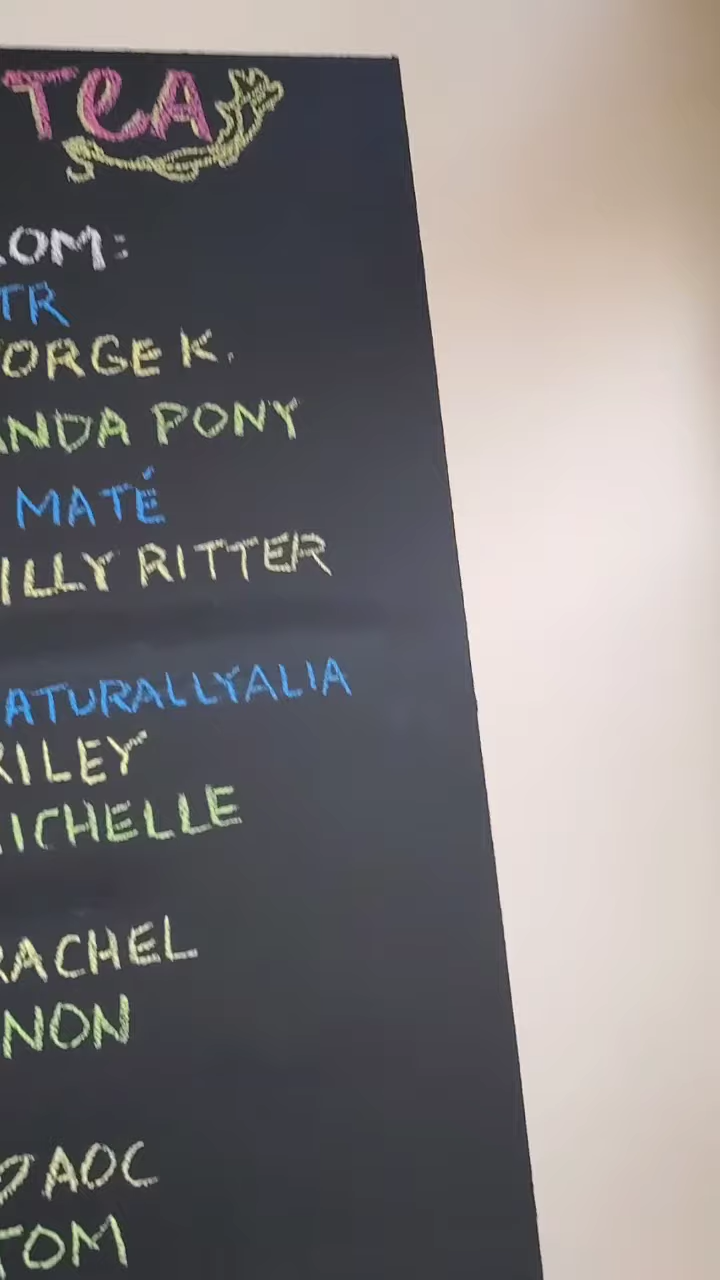 TEA
OM:
TR
ORGE K.
ANDA PONY
MATÉ
ILLY RITTER
ATURALLYALIA
RILEY
ICHELLE
RACHEL
NON
AOC
TOM